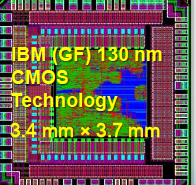 IBM (GF) 130 nm
CMOS
Technology
3.4 mm × 3.7 mm